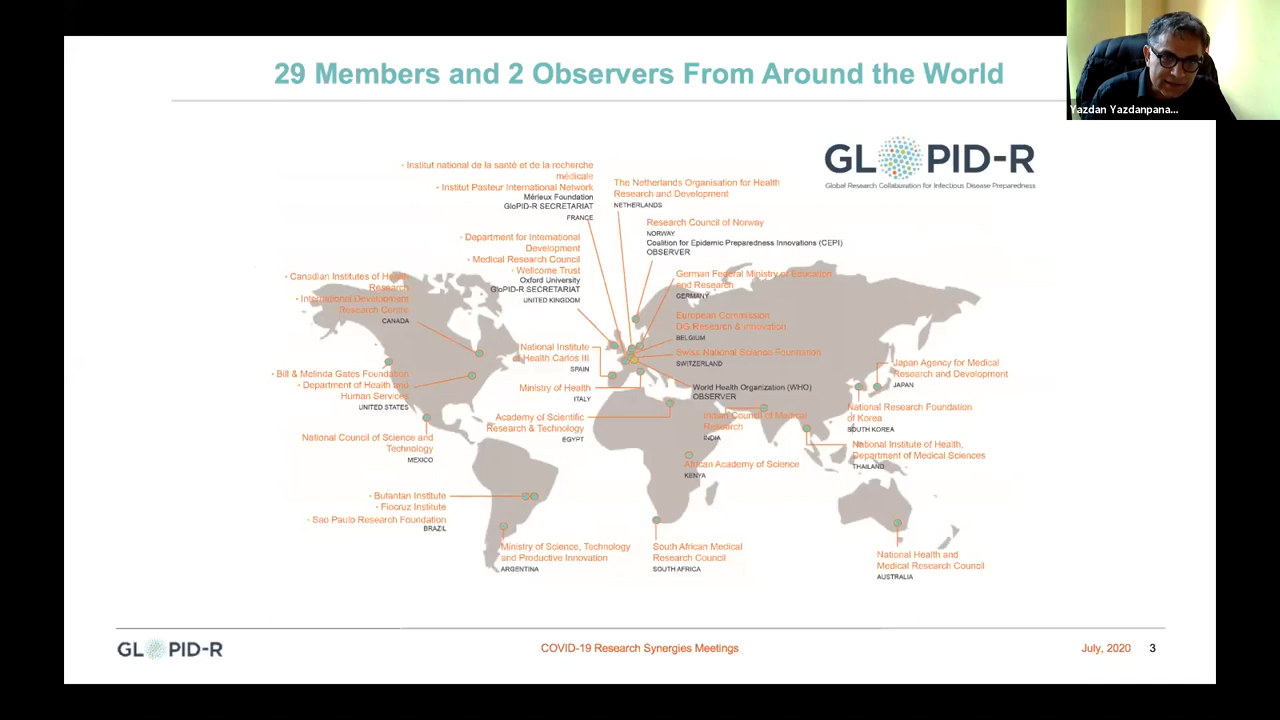 29 Members and 2 Observers From Around the World
Yazdan Yazdanpana...
GLOPID-R
Global Research Collaboration for Infectious Disease Preparedness
- Institut national de la santé et de la recherche
médicale
- Institut Pasteur International Network
Mérieux Foundation
GloPID-R SECRETARIAT
FRANCE
The Netherlands Organisation for Health
Research and Development
NETHERLANDS
Research Council of Norway
NORWAY
Coalition for Epidemic Preparedness Innovations (CEPI)
OBSERVER
- Department for International
Development
- Medical Research Council
- Wellcome Trust
Oxford University
GloPID-R SECRETARIAT
UNITED KINGDOM
German Federal Ministry of Education
and Research
GERMANY
- Canadian Institutes of Health
Research
- International Development
Research Centre
CANADA
European Commission
DG Research & Innovation
BELGIUM
National Institute
of Health Carlos III
SPAIN
Swiss National Science Foundation
SWITZERLAND
Japan Agency for Medical
Research and Development
JAPAN
- Bill & Melinda Gates Foundation
- Department of Health and
Human Services
UNITED STATES
Ministry of Health
ITALY
World Health Organization (WHO)
OBSERVER
National Research Foundation
of Korea
SOUTH KOREA
Academy of Scientific
Research & Technology
EGYPT
Indian Council of Medical
Research
INDIA
National Council of Science and
Technology
MEXICO
National Institute of Health,
Department of Medical Sciences
THAILAND
African Academy of Science
KENYA
- Butantan Institute
- Fiocruz Institute
- Sao Paulo Research Foundation
BRAZIL
Ministry of Science, Technology
and Productive Innovation
ARGENTINA
South African Medical
Research Council
SOUTH AFRICA
National Health and
Medical Research Council
AUSTRALIA
GLOPID-R
COVID-19 Research Synergies Meetings
July, 2020
3